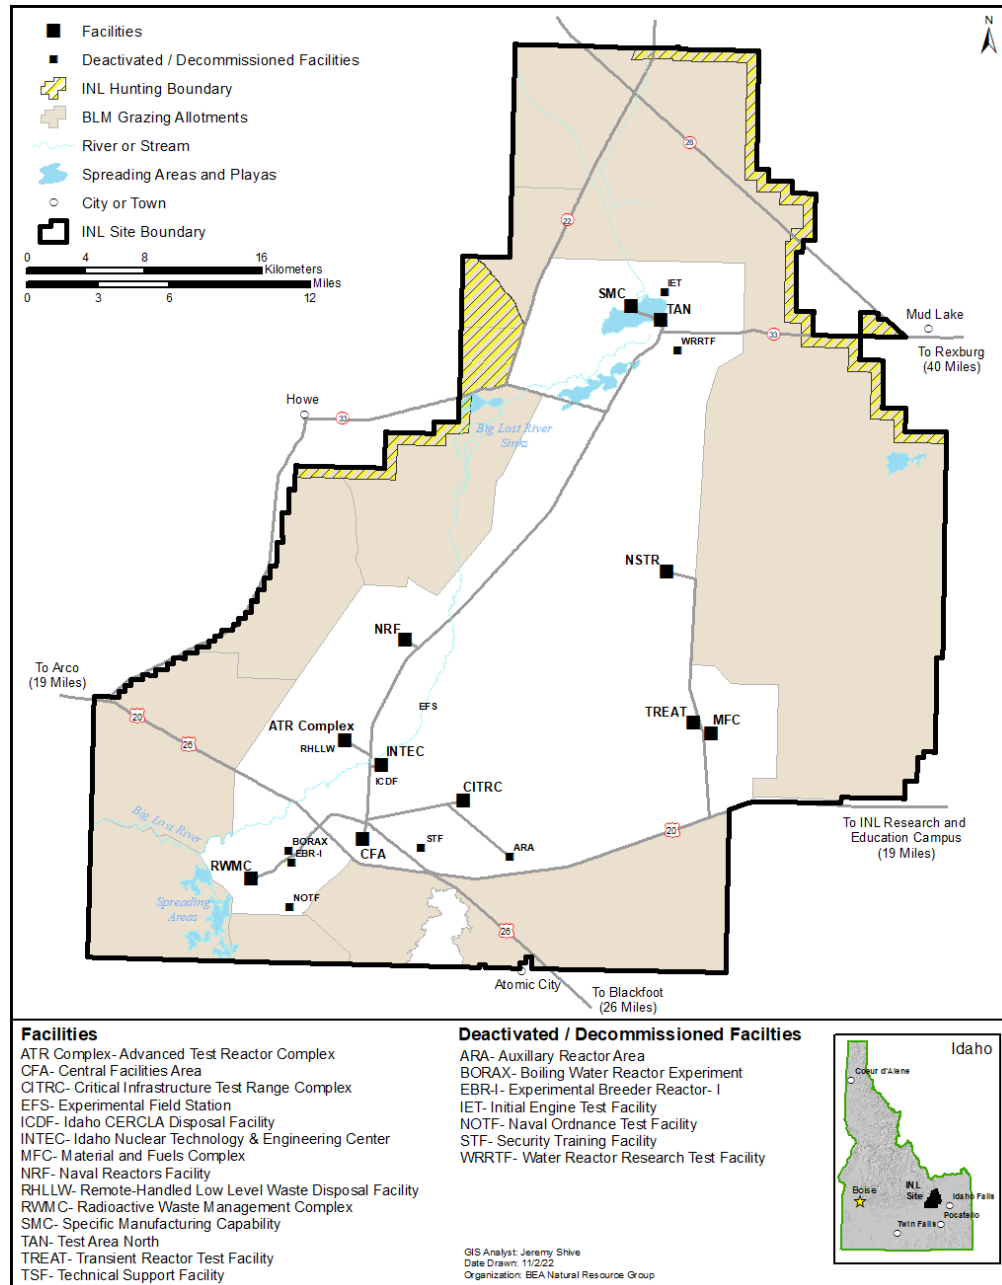 N
Facilities
Deactivated / Decommissioned Facilities
INL Hunting Boundary
BLM Grazing Allotments
River or Stream
Spreading Areas and Playas
City or Town
INL Site Boundary
0 4 8 16
Kilometers
Miles
0 3 6 12
28
22
IET
SMC
TAN
Mud Lake
33
WRRTF
To Rexburg
(40 Miles)
Howe
33
Big Lost River
Sinks
NSTR
NRF
To Arco
(19 Miles)
EFS
20
TREAT
MFC
ATR Complex
26
RHLLW
INTEC
ICDF
CITRC
Big Lost River
20
To INL Research and
Education Campus
(19 Miles)
BORAX
STF
EBR-I
CFA
ARA
RWMC
NOTF
Spreading
Areas
26
Atomic City
To Blackfoot
(26 Miles)
Facilities
ATR Complex- Advanced Test Reactor Complex
CFA- Central Facilities Area
CITRC- Critical Infrastructure Test Range Complex
EFS- Experimental Field Station
ICDF- Idaho CERCLA Disposal Facility
INTEC- Idaho Nuclear Technology & Engineering Center
MFC- Material and Fuels Complex
NRF- Naval Reactors Facility
RHLLW- Remote-Handled Low Level Waste Disposal Facility
RWMC- Radioactive Waste Management Complex
SMC- Specific Manufacturing Capability
TAN- Test Area North
TREAT- Transient Reactor Test Facility
TSF- Technical Support Facility
Deactivated / Decommissioned Facilties
ARA- Auxillary Reactor Area
BORAX- Boiling Water Reactor Experiment
EBR-I- Experimental Breeder Reactor- I
IET- Initial Engine Test Facility
NOTF- Naval Ordnance Test Facility
STF- Security Training Facility
WRRTF- Water Reactor Research Test Facility
GIS Analyst: Jeremy Shive
Date Drawn: 11/2/22
Organization: BEA Natural Resource Group
Idaho
Coeur d'Alene
Boise
INL
Site
Idaho Falls
Pocatello
Twin Falls